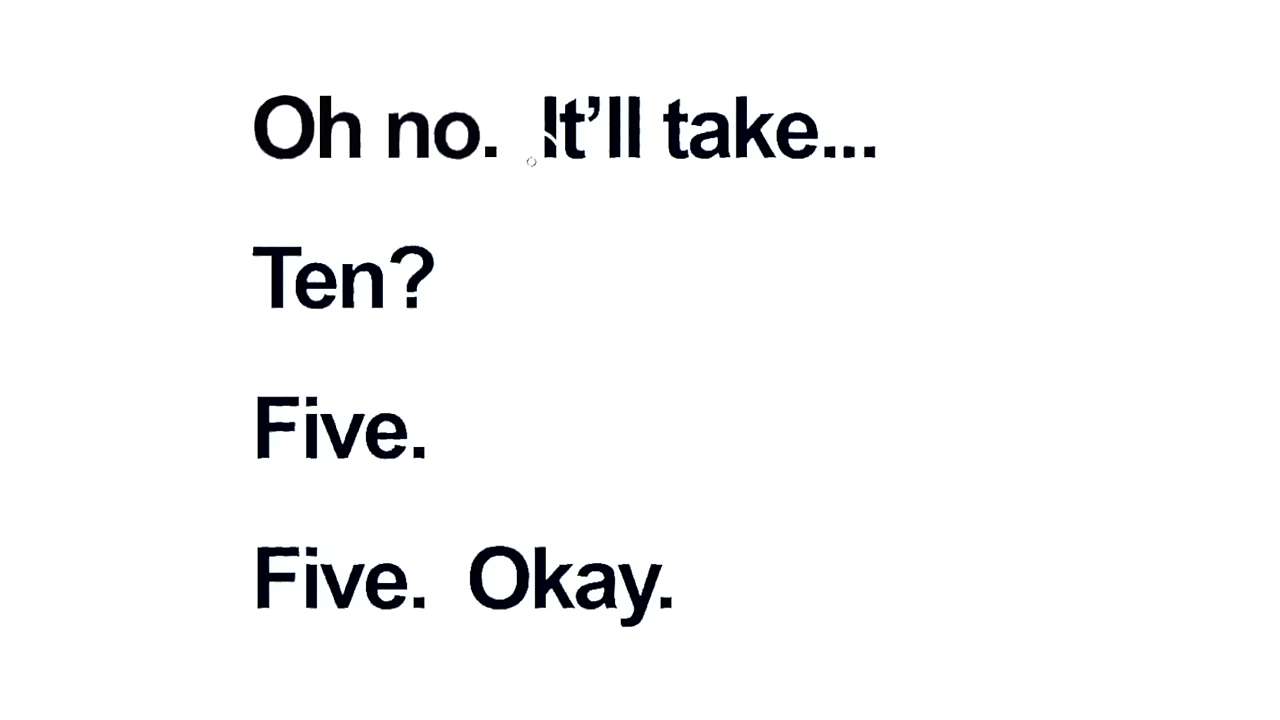 Oh no.  It’ll take...
Ten?
Five.
Five.  Okay.